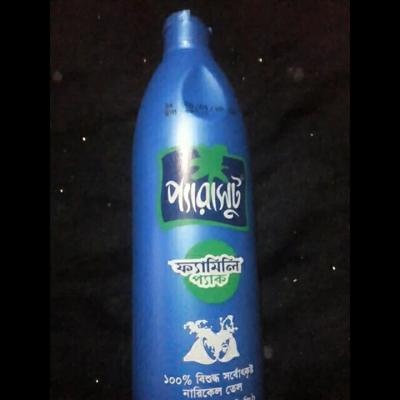 প্যারাসুট
ফ্যামিলি
প্যাক
১০০% বিশুদ্ধ সর্বোৎকৃষ্ট
নারিকেল তেল